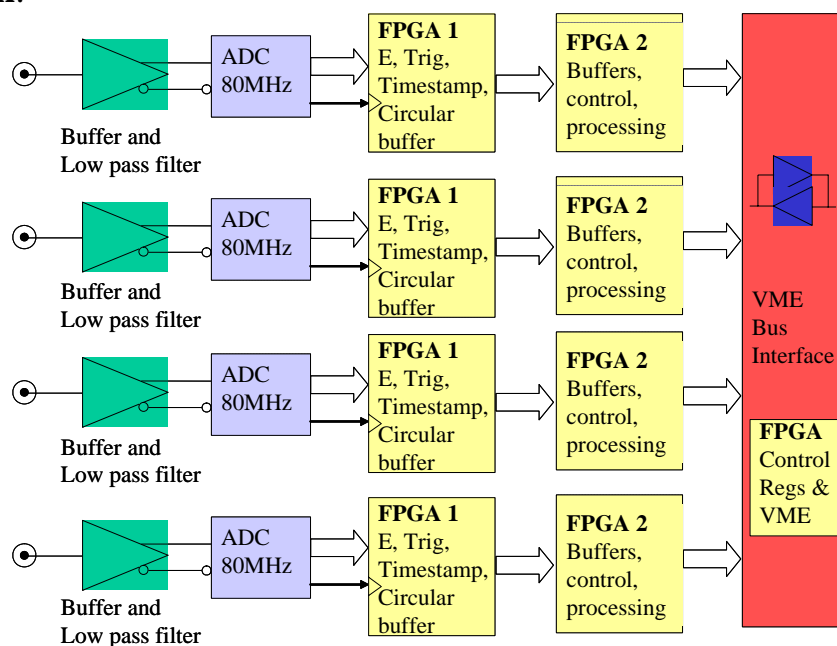 ADC
80MHz
Buffer and
Low pass filter
FPGA 1
E, Trig,
Timestamp,
Circular
buffer
FPGA 2
Buffers,
control,
processing
ADC
80MHz
Buffer and
Low pass filter
FPGA 1
E, Trig,
Timestamp,
Circular
buffer
FPGA 2
Buffers,
control,
processing
ADC
80MHz
Buffer and
Low pass filter
FPGA 1
E, Trig,
Timestamp,
Circular
buffer
FPGA 2
Buffers,
control,
processing
ADC
80MHz
Buffer and
Low pass filter
FPGA 1
E, Trig,
Timestamp,
Circular
buffer
FPGA 2
Buffers,
control,
processing
VME
Bus
Interface
FPGA
Control
Regs &
VME